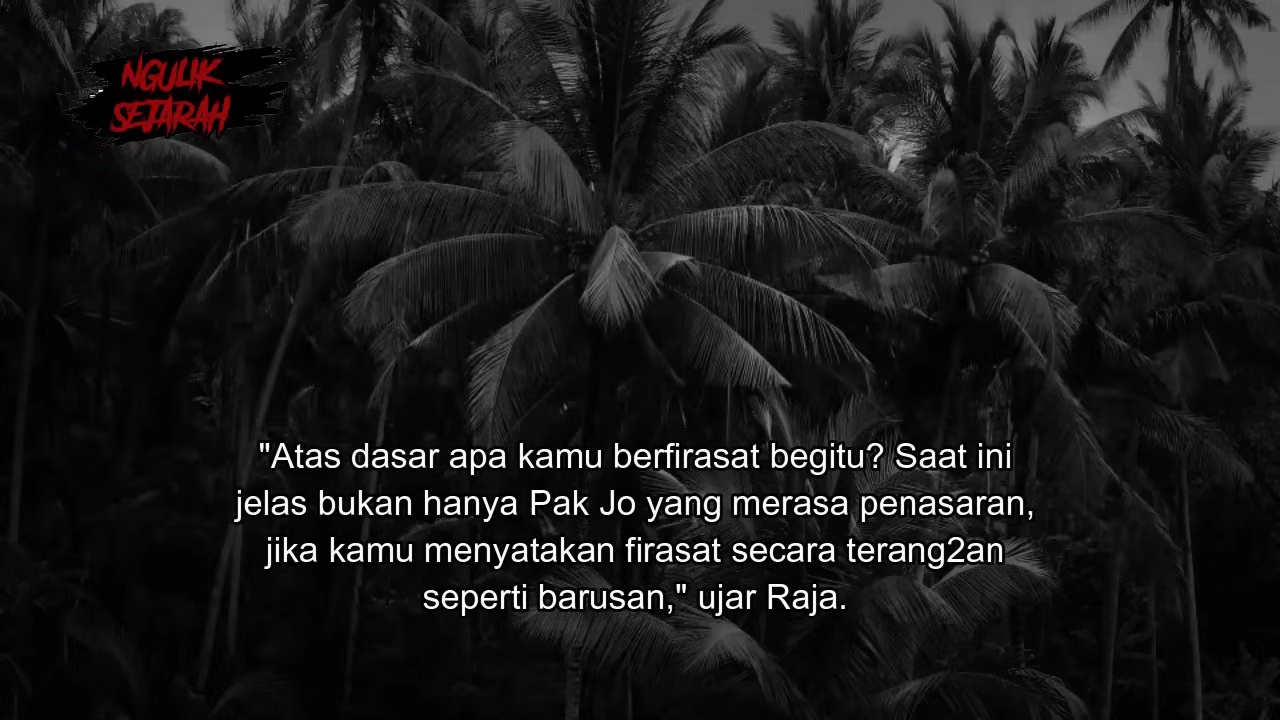 NGULIK
SEJARAH
"Atas dasar apa kamu berfirasat begitu? Saat ini
jelas bukan hanya Pak Jo yang merasa penasaran,
jika kamu menyatakan firasat secara terang2an
seperti barusan," ujar Raja.